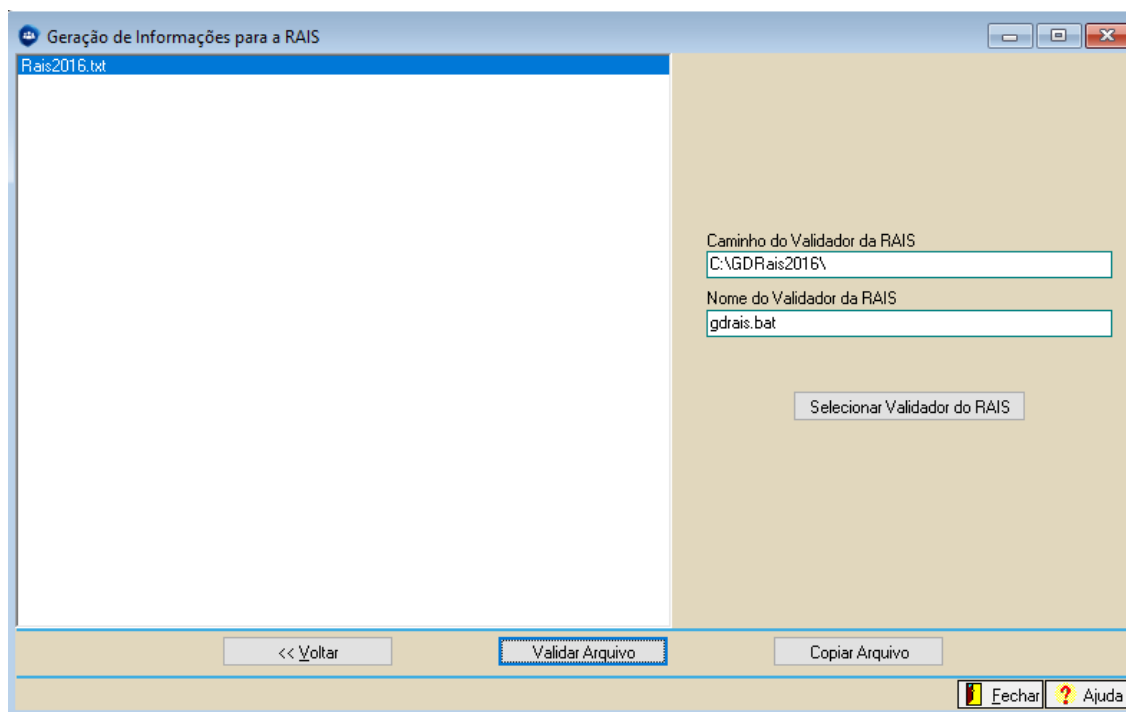 Geração de Informações para a RAIS
Rais2016.txt
Caminho do Validador da RAIS
C:\GDRais2016\
Nome do Validador da RAIS
gdrais.bat
Selecionar Validador do RAIS
<< Voltar
Validar Arquivo
Copiar Arquivo
Fechar
? Ajuda